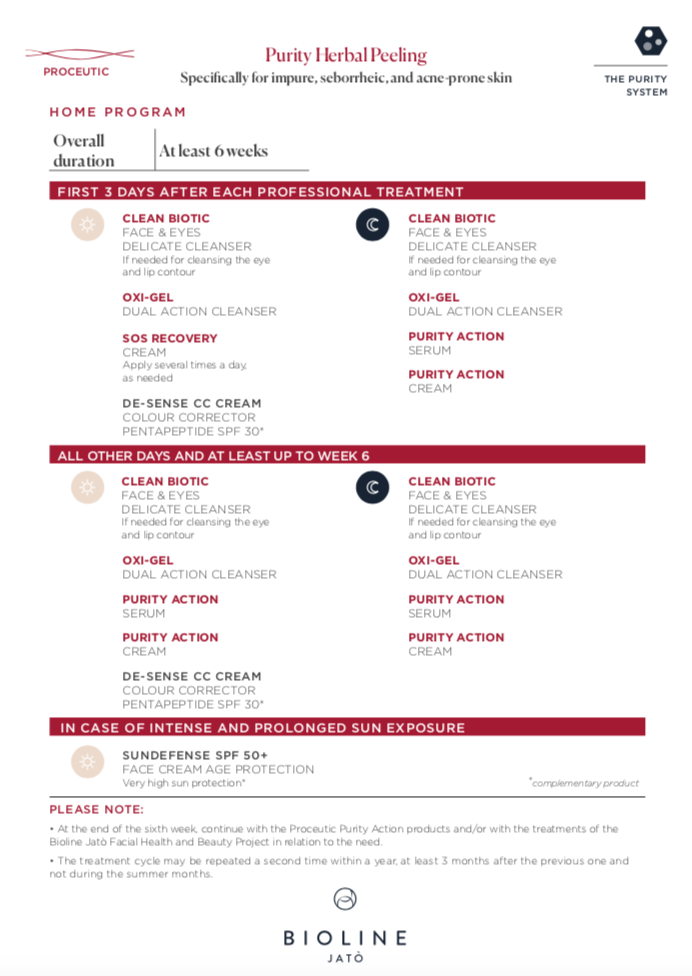 PROCEUTIC
Purity Herbal Peeling
Specifically for impure, seborrheic, and acne-prone skin
THE PURITY
SYSTEM
HOME PROGRAM
Overall
duration
At least 6 weeks
FIRST 3 DAYS AFTER EACH PROFESSIONAL TREATMENT
CLEAN BIOTIC
FACE & EYES
DELICATE CLEANSER
If needed for cleansing the eye
and lip contour
OXI-GEL
DUAL ACTION CLEANSER
SOS RECOVERY
CREAM
Apply several times a day,
as needed
DE-SENSE CC CREAM
COLOUR CORRECTOR
PENTAPEPTIDE SPF 30*
CLEAN BIOTIC
FACE & EYES
DELICATE CLEANSER
If needed for cleansing the eye
and lip contour
OXI-GEL
DUAL ACTION CLEANSER
PURITY ACTION
SERUM
PURITY ACTION
CREAM
ALL OTHER DAYS AND AT LEAST UP TO WEEK 6
CLEAN BIOTIC
FACE & EYES
DELICATE CLEANSER
If needed for cleansing the eye
and lip contour
OXI-GEL
DUAL ACTION CLEANSER
PURITY ACTION
SERUM
PURITY ACTION
CREAM
DE-SENSE CC CREAM
COLOUR CORRECTOR
PENTAPEPTIDE SPF 30*
CLEAN BIOTIC
FACE & EYES
DELICATE CLEANSER
If needed for cleansing the eye
and lip contour
OXI-GEL
DUAL ACTION CLEANSER
PURITY ACTION
SERUM
PURITY ACTION
CREAM
IN CASE OF INTENSE AND PROLONGED SUN EXPOSURE
SUNDEFENSE SPF 50+
FACE CREAM AGE PROTECTION
Very high sun protection*
*complementary product
PLEASE NOTE:
• At the end of the sixth week, continue with the Proceutic Purity Action products and/or with the treatments of the
Bioline Jatò Facial Health and Beauty Project in relation to the need.
• The treatment cycle may be repeated a second time within a year, at least 3 months after the previous one and
not during the summer months.
BIOLINE
JATÒ